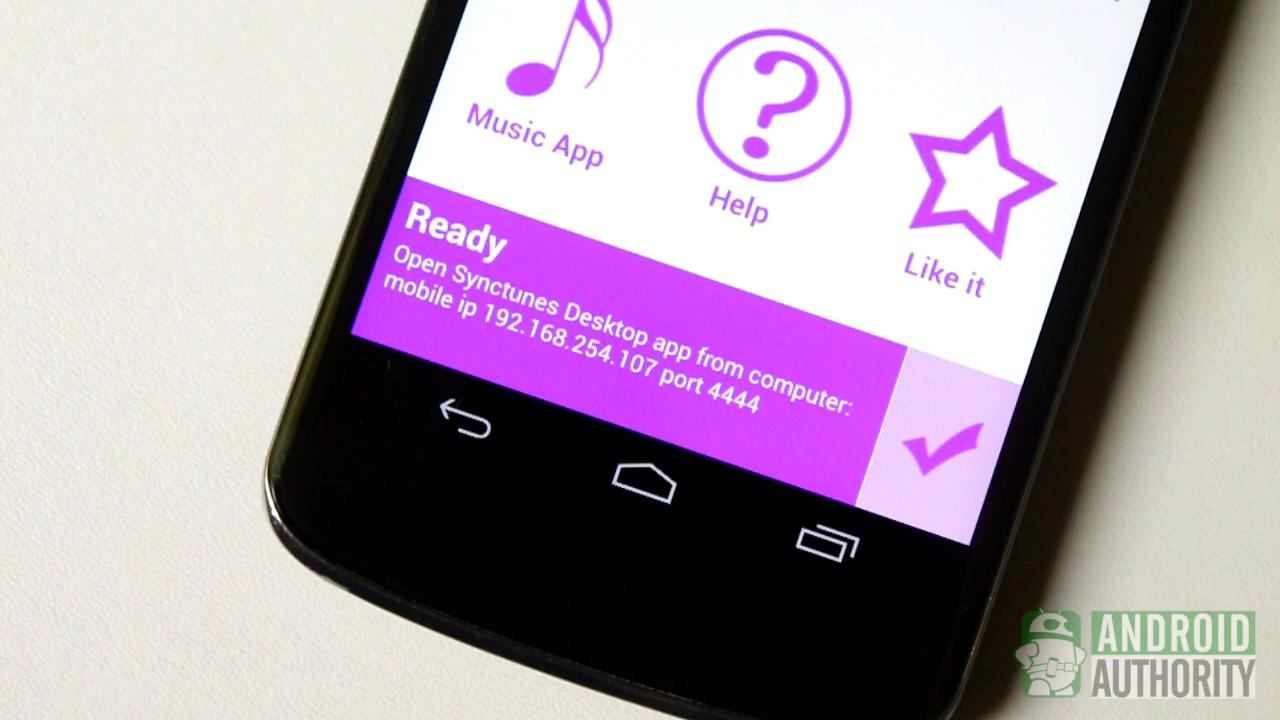 Music App
Help
Like it
Ready
Open Synctunes Desktop app from computer:
mobile ip 192.168.254.107 port 4444
ANDROID
AUTHORITY